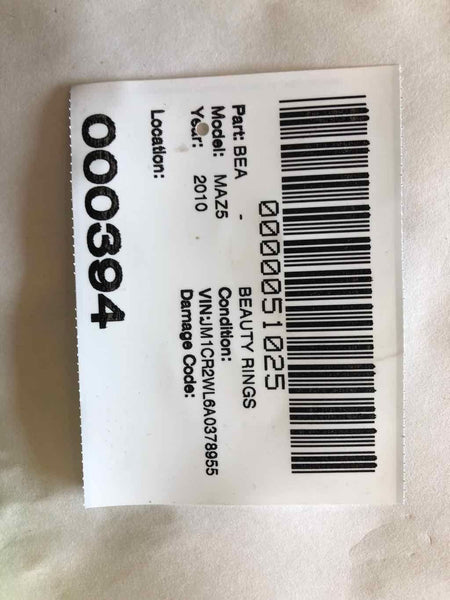 0000051025
Part: BEA - BEAUTY RINGS
Model: MAZ5 Condition:
Year: 2010 VIN:JM1CR2WL6A0378955
Damage Code:
Location:
000394